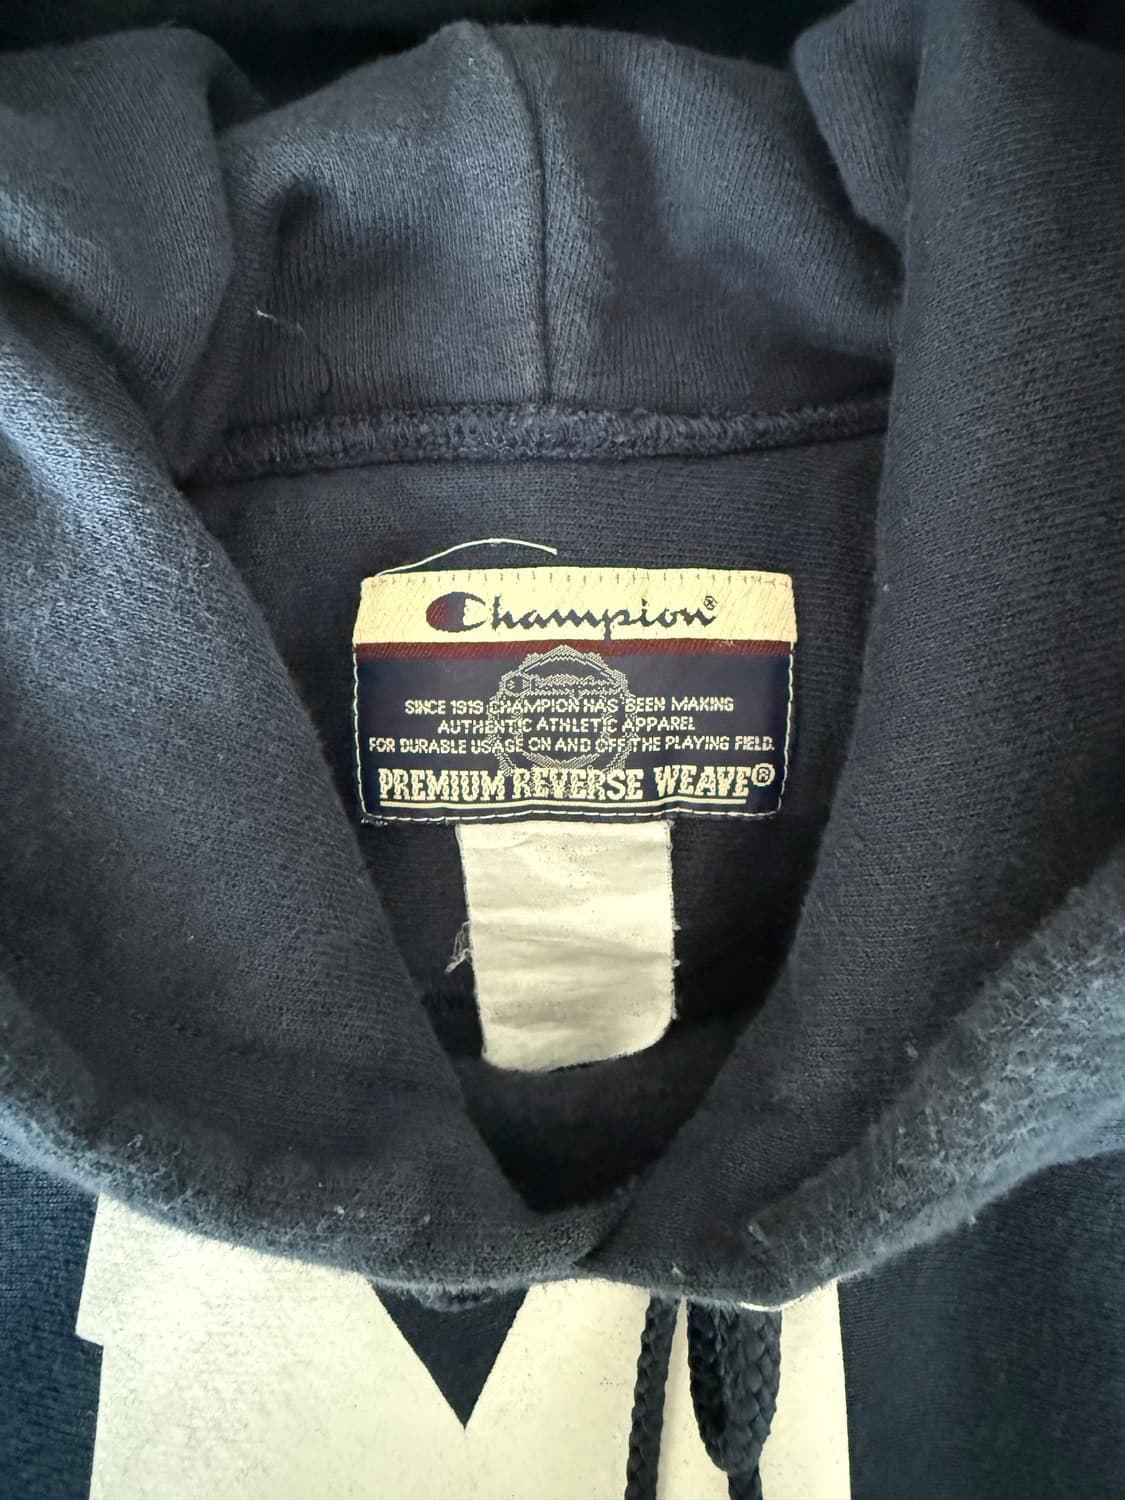 Champion®
Champion
SINCE 1919 CHAMPION HAS BEEN MAKING
AUTHENTIC ATHLETIC APPAREL
FOR DURABLE USAGE ON AND OFF THE PLAYING FIELD.
PREMIUM REVERSE WEAVE®